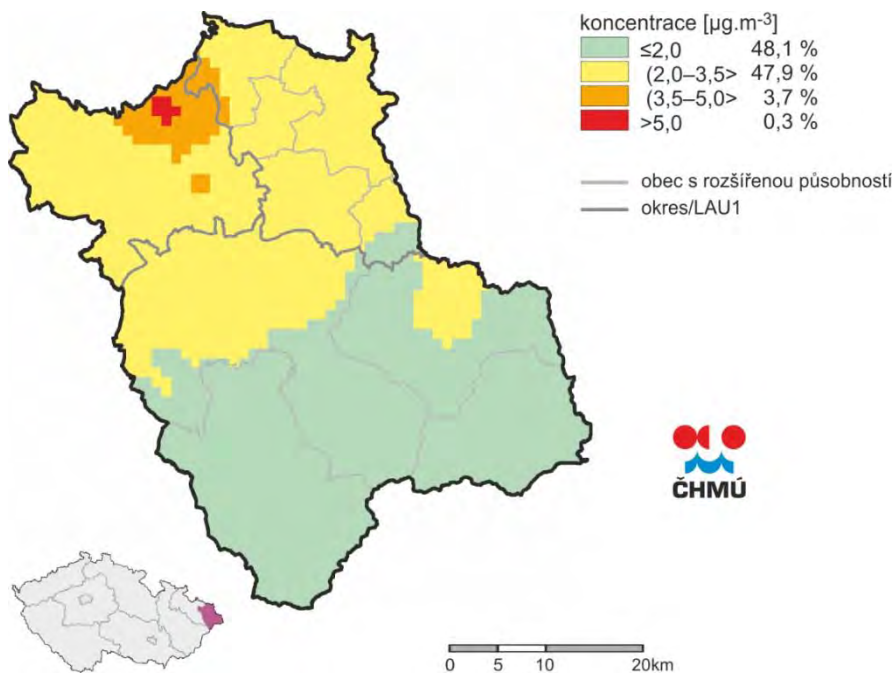 koncentrace [µg.m-3]
≤2,0 48,1 %
(2,0–3,5> 47,9 %
(3,5–5,0> 3,7 %
>5,0 0,3 %
obec s rozšířenou působností
okres/LAU1
ČHMÚ
0 5 10 20km